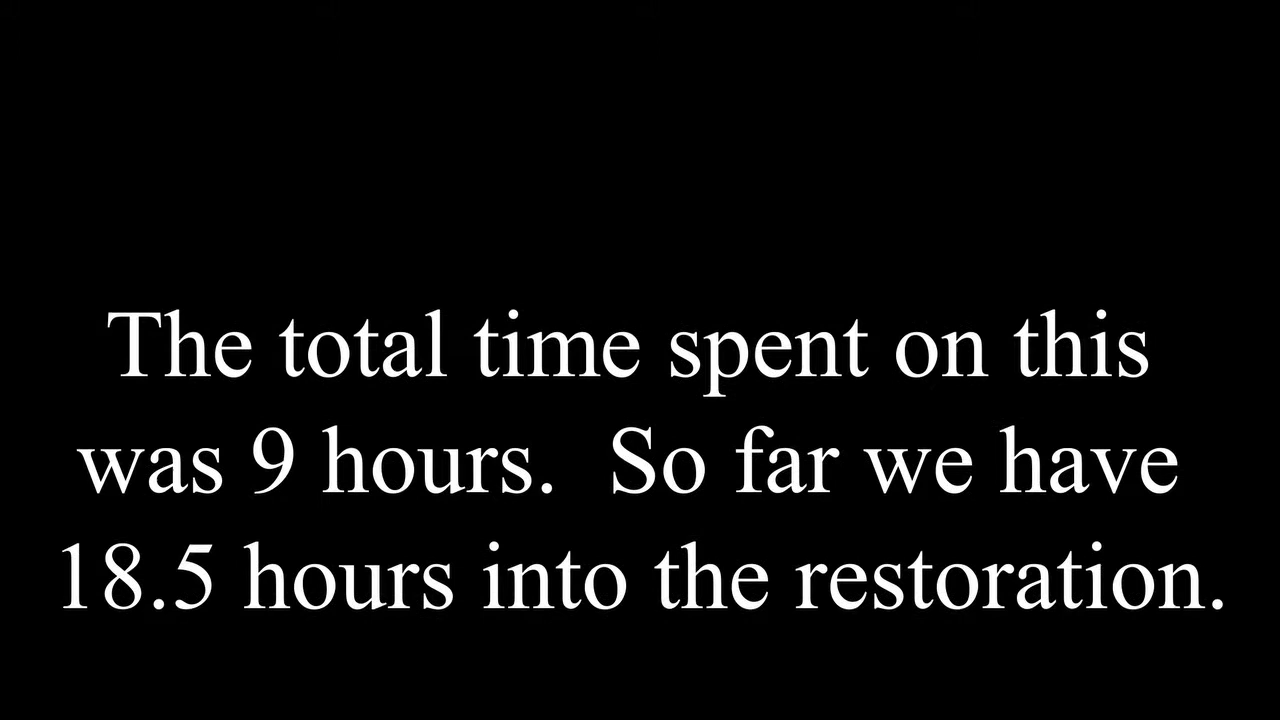 The total time spent on this
was 9 hours.  So far we have
18.5 hours into the restoration.